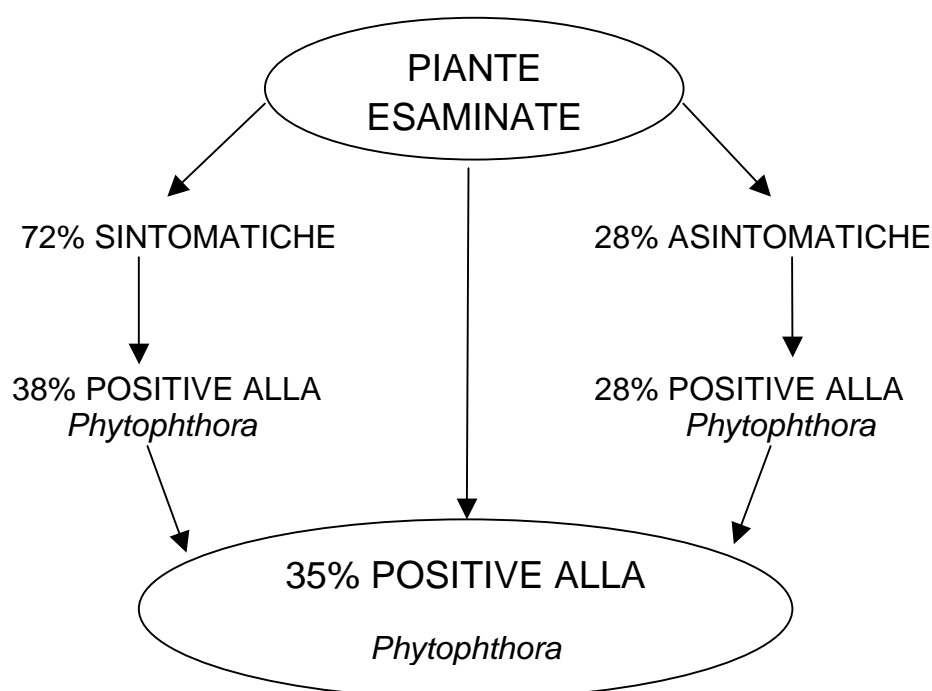 PIANTE
ESAMINATE
72% SINTOMATICHE
28% ASINTOMATICHE
38% POSITIVE ALLA
Phytophthora
28% POSITIVE ALLA
Phytophthora
35% POSITIVE ALLA
Phytophthora